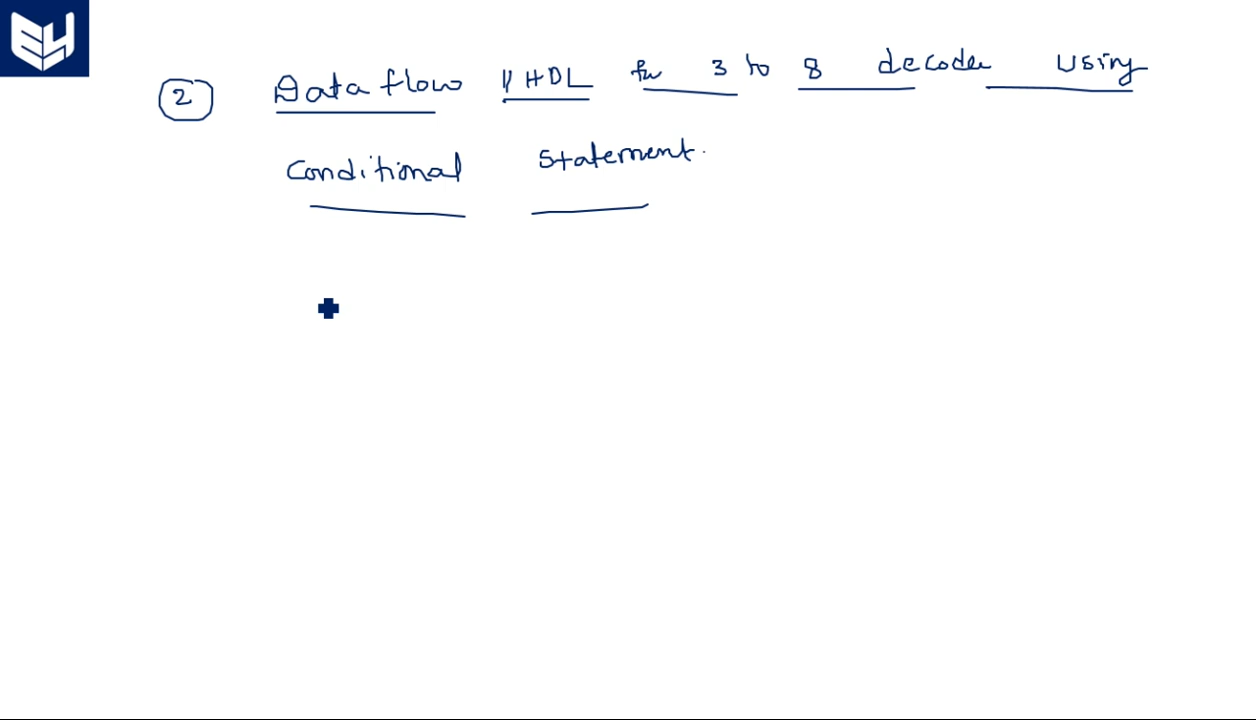 2 Dataflow VHDL for 3 to 8 decoder using
Conditional Statement.